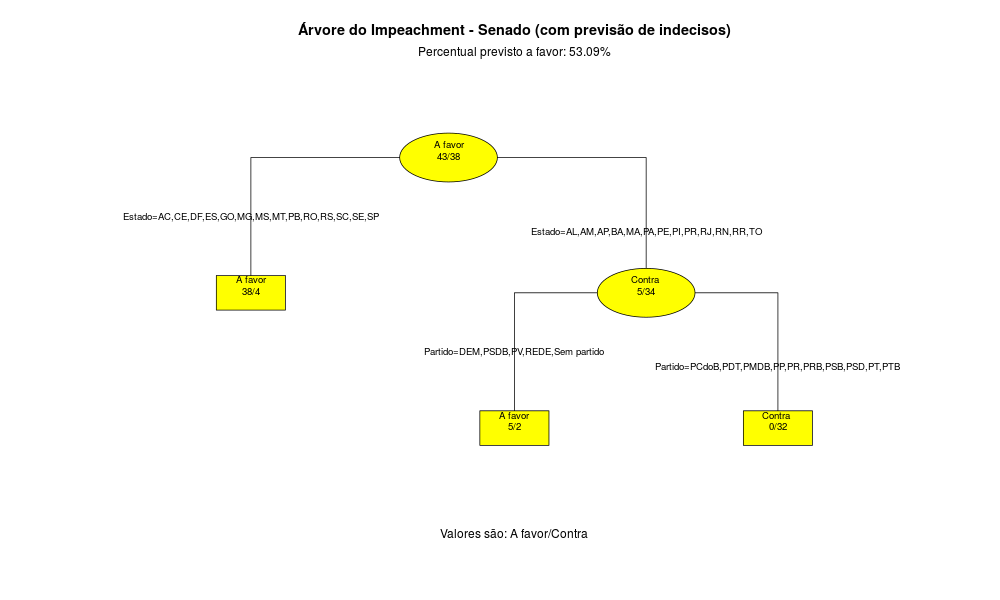 Árvore do Impeachment - Senado (com previsão de indecisos)
Percentual previsto a favor: 53.09%
A favor
43/38
Estado=AC,CE,DF,ES,GO,MG,MS,MT,PB,RO,RS,SC,SE,SP
Estado=AL,AM,AP,BA,MA,PA,PE,PI,PR,RJ,RN,RR,TO
A favor
38/4
Contra
5/34
Partido=DEM,PSDB,PV,REDE,Sem partido
Partido=PCdoB,PDT,PMDB,PP,PR,PRB,PSB,PSD,PT,PTB
A favor
5/2
Contra
0/32
Valores são: A favor/Contra